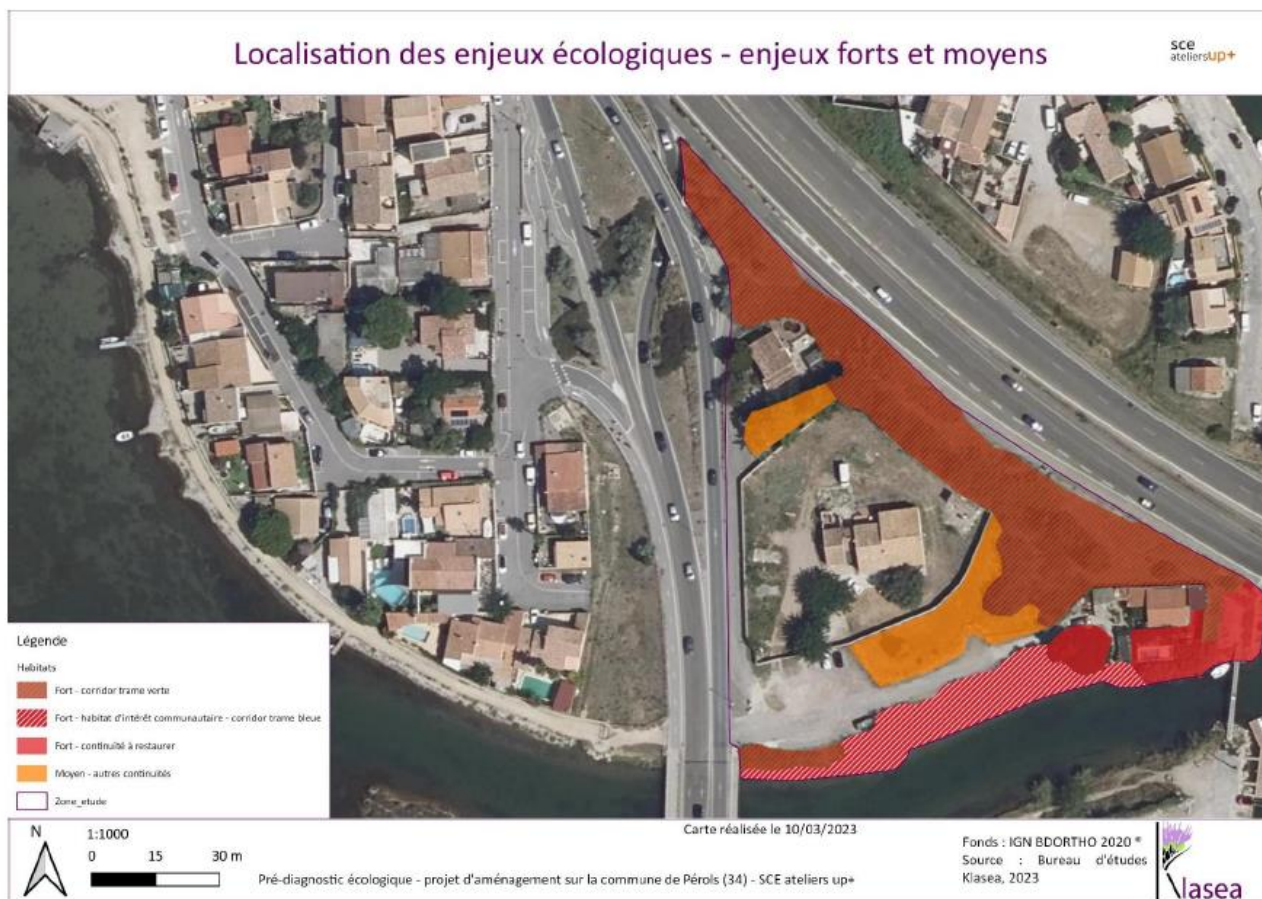 Localisation des enjeux écologiques - enjeux forts et moyens
sce
ateliersup+
Légende
Habitats
Fort - corridor trame verte
Fort - habitat d'intérêt communautaire - corridor trame bleue
Fort - continuité à restaurer
Moyen - autres continuités
Zone_etude
N
1:1000
0 15 30 m
Carte réalisée le 10/03/2023
Pré-diagnostic écologique - projet d'aménagement sur la commune de Pérols (34) - SCE ateliers up+
Fonds : IGN BDORTHO 2020 ®
Source : Bureau d'études
Klasea, 2023
Klasea